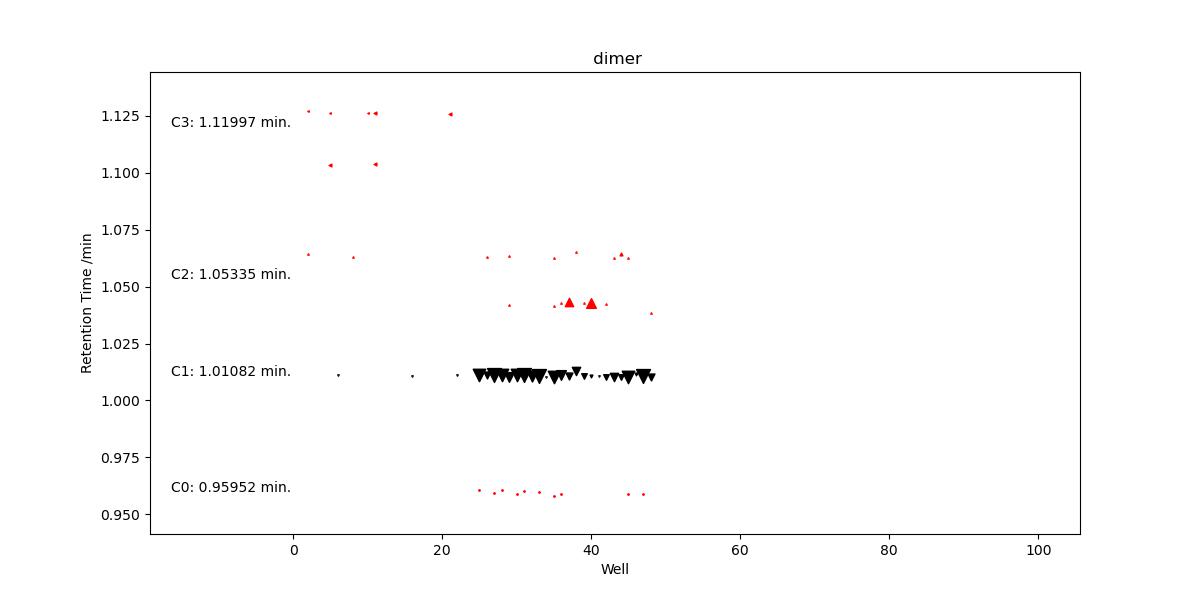 dimer
Retention Time /min
1.125
1.100
1.075
1.050
1.025
1.000
0.975
0.950
C3: 1.11997 min.
C2: 1.05335 min.
C1: 1.01082 min.
C0: 0.95952 min.
0 20 40 60 80 100
Well